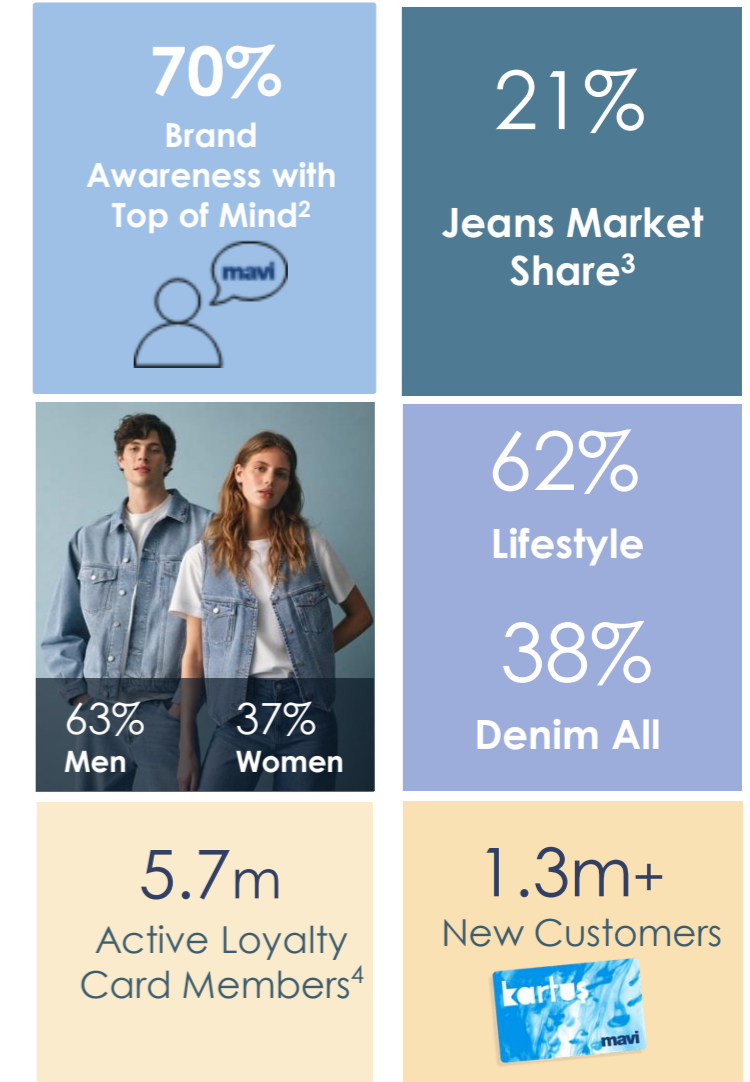 70%
Brand
Awareness with
Top of Mind²
mavi
21%
Jeans Market
Share³
63%
Men
37%
Women
62%
Lifestyle
38%
Denim All
5.7m
Active Loyalty
Card Members⁴
1.3m+
New Customers
kartuş
mavi